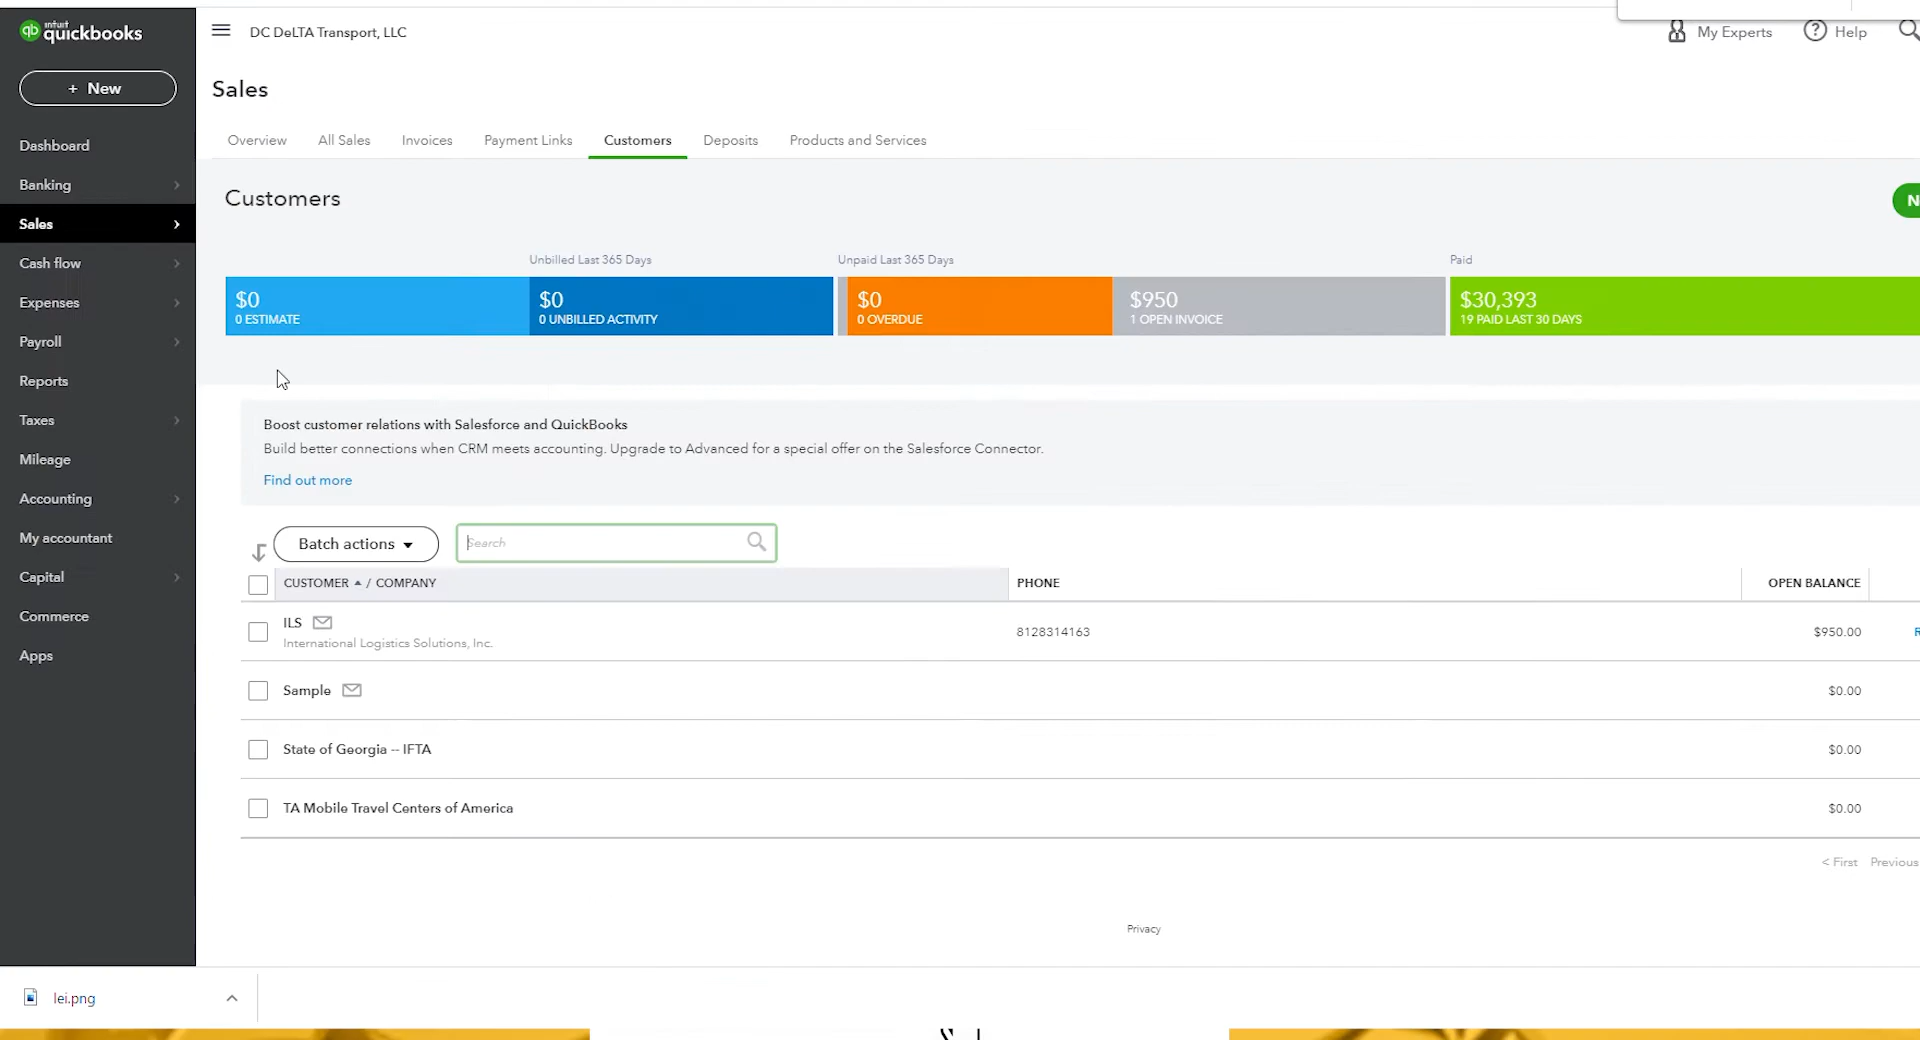 intuit
quickbooks
DC DeLTA Transport, LLC
My Experts
Help
+ New
Sales
Overview
All Sales
Invoices
Payment Links
Customers
Deposits
Products and Services
Dashboard
Banking
Sales
Cash flow
Expenses
Payroll
Reports
Taxes
Mileage
Accounting
My accountant
Capital
Commerce
Apps
Customers
N
Unbilled Last 365 Days
Unpaid Last 365 Days
Paid
$0
0 ESTIMATE
$0
0 UNBILLED ACTIVITY
$0
0 OVERDUE
$950
1 OPEN INVOICE
$30,393
19 PAID LAST 30 DAYS
Boost customer relations with Salesforce and QuickBooks
Build better connections when CRM meets accounting. Upgrade to Advanced for a special offer on the Salesforce Connector.
Find out more
Batch actions
Search
CUSTOMER / COMPANY
PHONE
OPEN BALANCE
ILS
International Logistics Solutions, Inc.
8128314163
$950.00
Sample
$0.00
State of Georgia -- IFTA
$0.00
TA Mobile Travel Centers of America
$0.00
< First
Previous
Privacy
lei.png